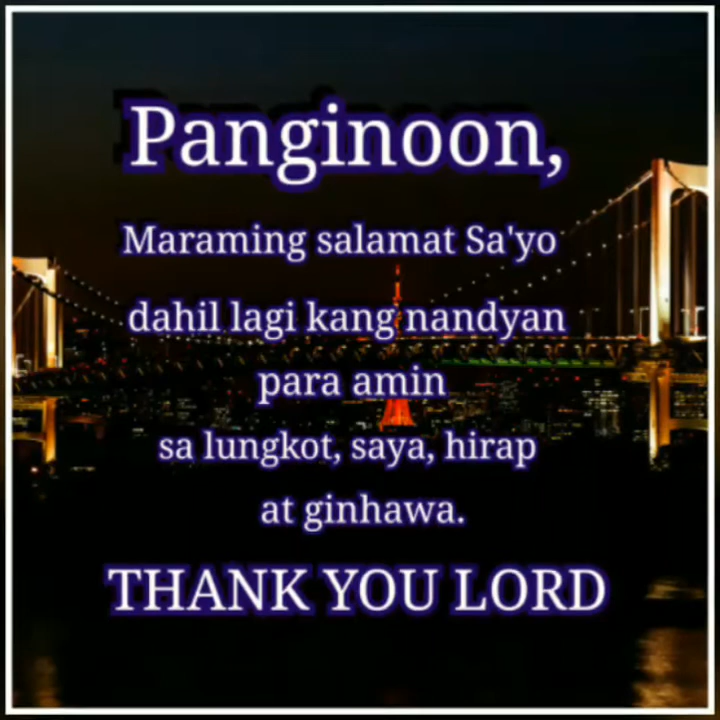 Panginoon,
Maraming salamat Sa'yo
dahil lagi kang nandyan
para amin
sa lungkot, saya, hirap
at ginhawa.
THANK YOU LORD